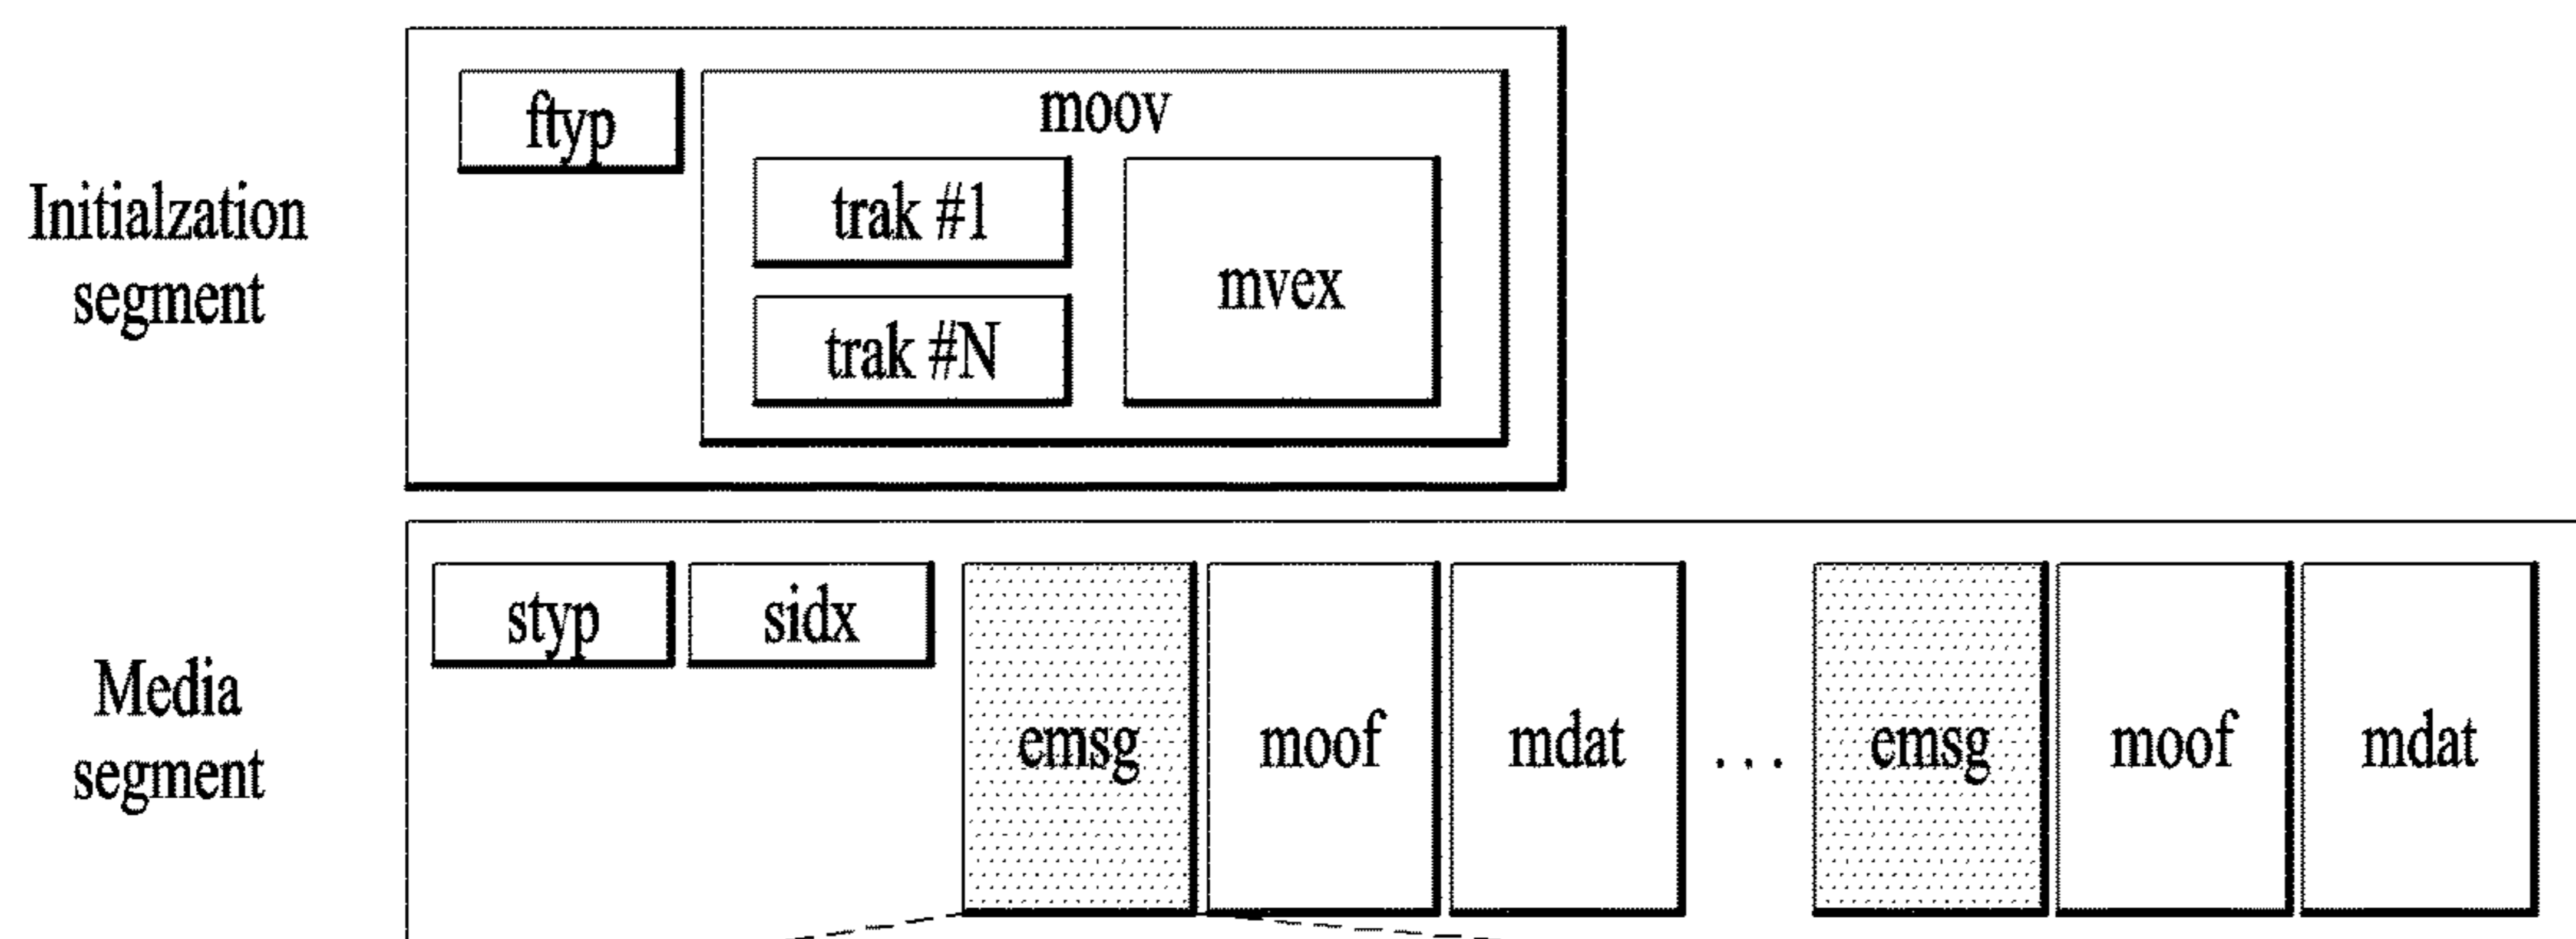 Initialzation
segment
ftyp
moov
trak #1
trak #N
mvex
Media
segment
styp
sidx
emsg
moof
mdat
...
emsg
moof
mdat